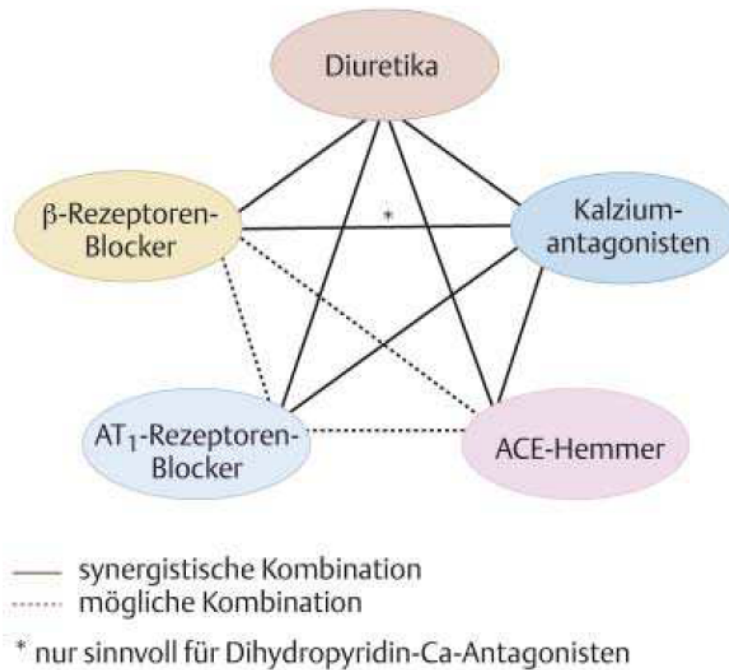 Diuretika
β-Rezeptoren-
Blocker
*
Kalzium-
antagonisten
AT₁-Rezeptoren-
Blocker
ACE-Hemmer
synergistische Kombination
mögliche Kombination
* nur sinnvoll für Dihydropyridin-Ca-Antagonisten